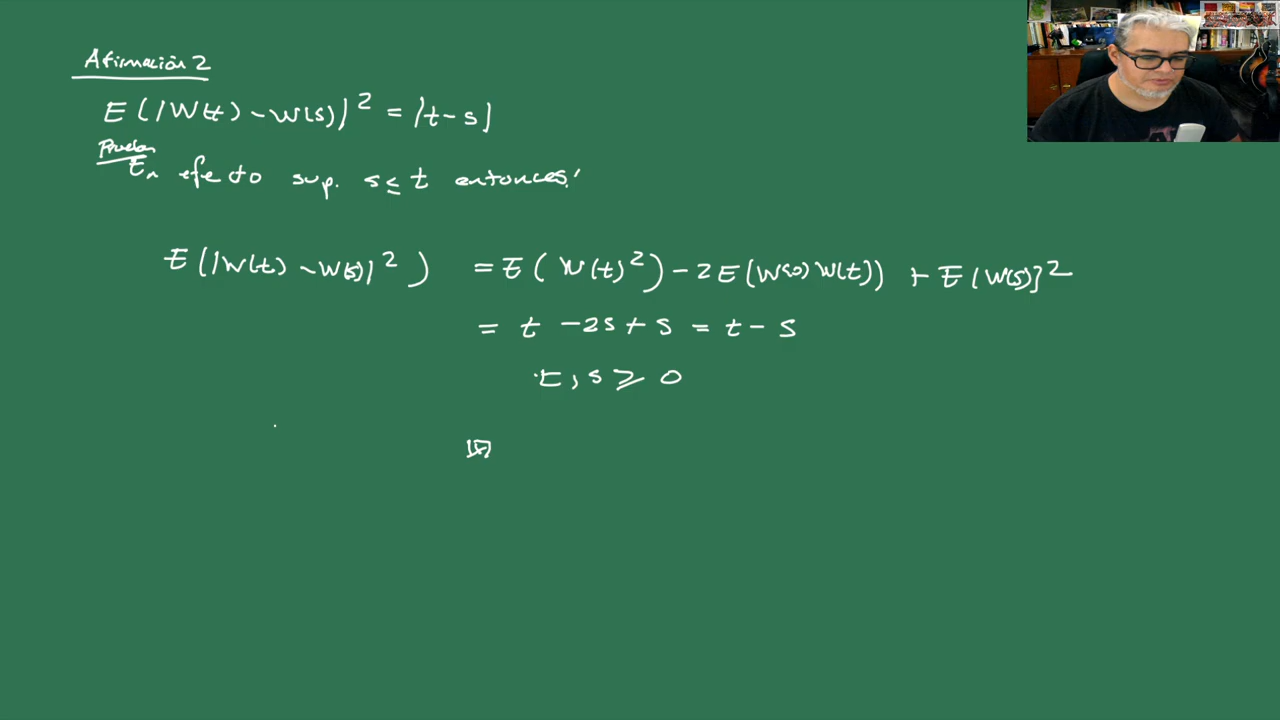 Afirmación 2
E(|W(t) - W(s)|² = |t - s|
Prueba
En efecto sup. s ≤ t entonces:
E(|W(t) - W(s)|²) = E(W(t)²) - 2E(W(s)W(t)) + E(W(s))²
= t - 2s + s = t - s
t, s ≥ 0